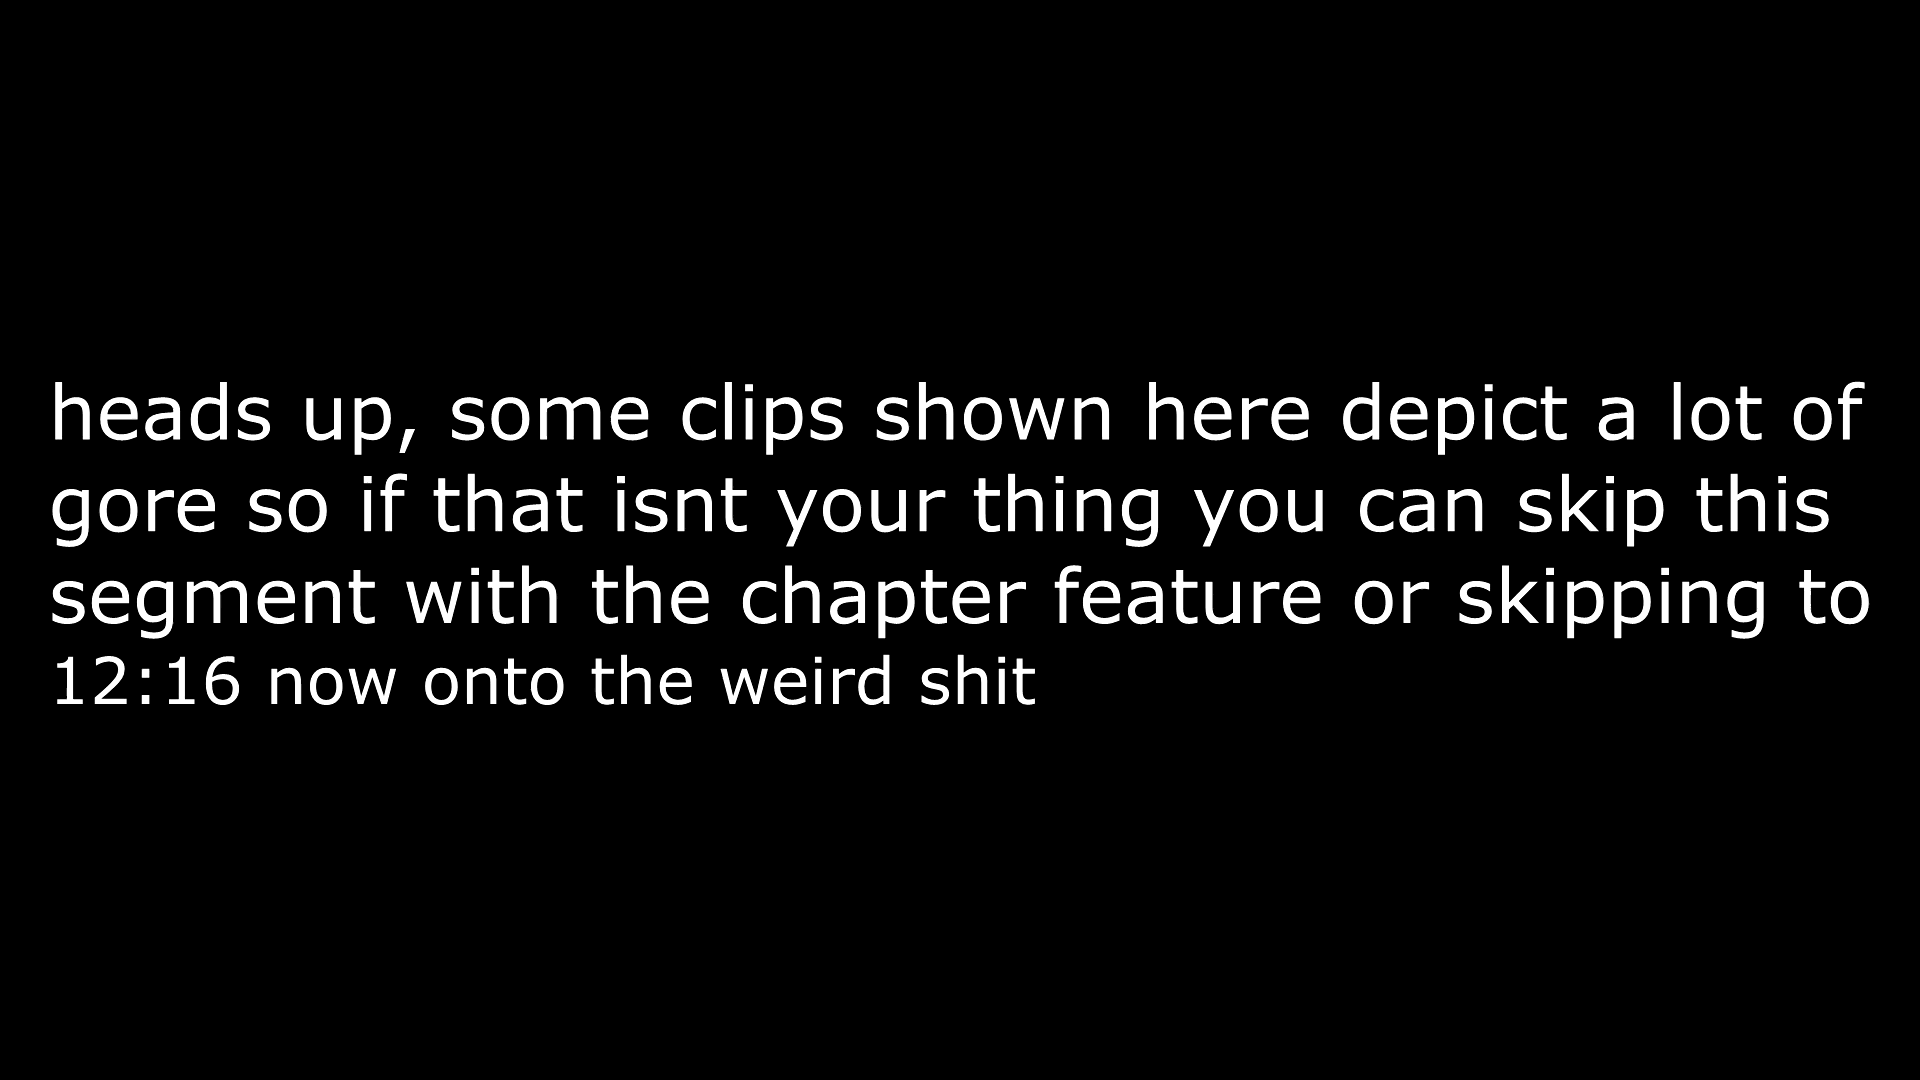 heads up, some clips shown here depict a lot of
gore so if that isnt your thing you can skip this
segment with the chapter feature or skipping to
12:16 now onto the weird shit